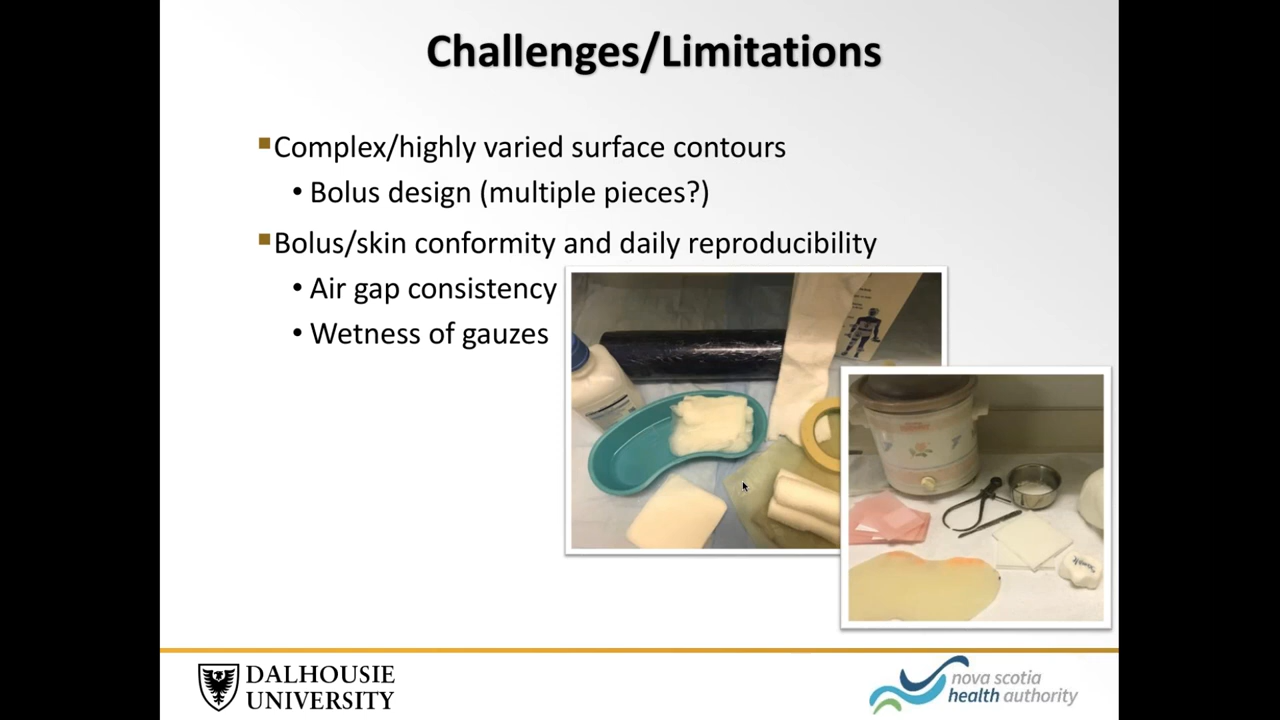 Challenges/Limitations
Complex/highly varied surface contours
• Bolus design (multiple pieces?)
Bolus/skin conformity and daily reproducibility
• Air gap consistency
• Wetness of gauzes
DALHOUSIE
UNIVERSITY
nova scotia
health authority